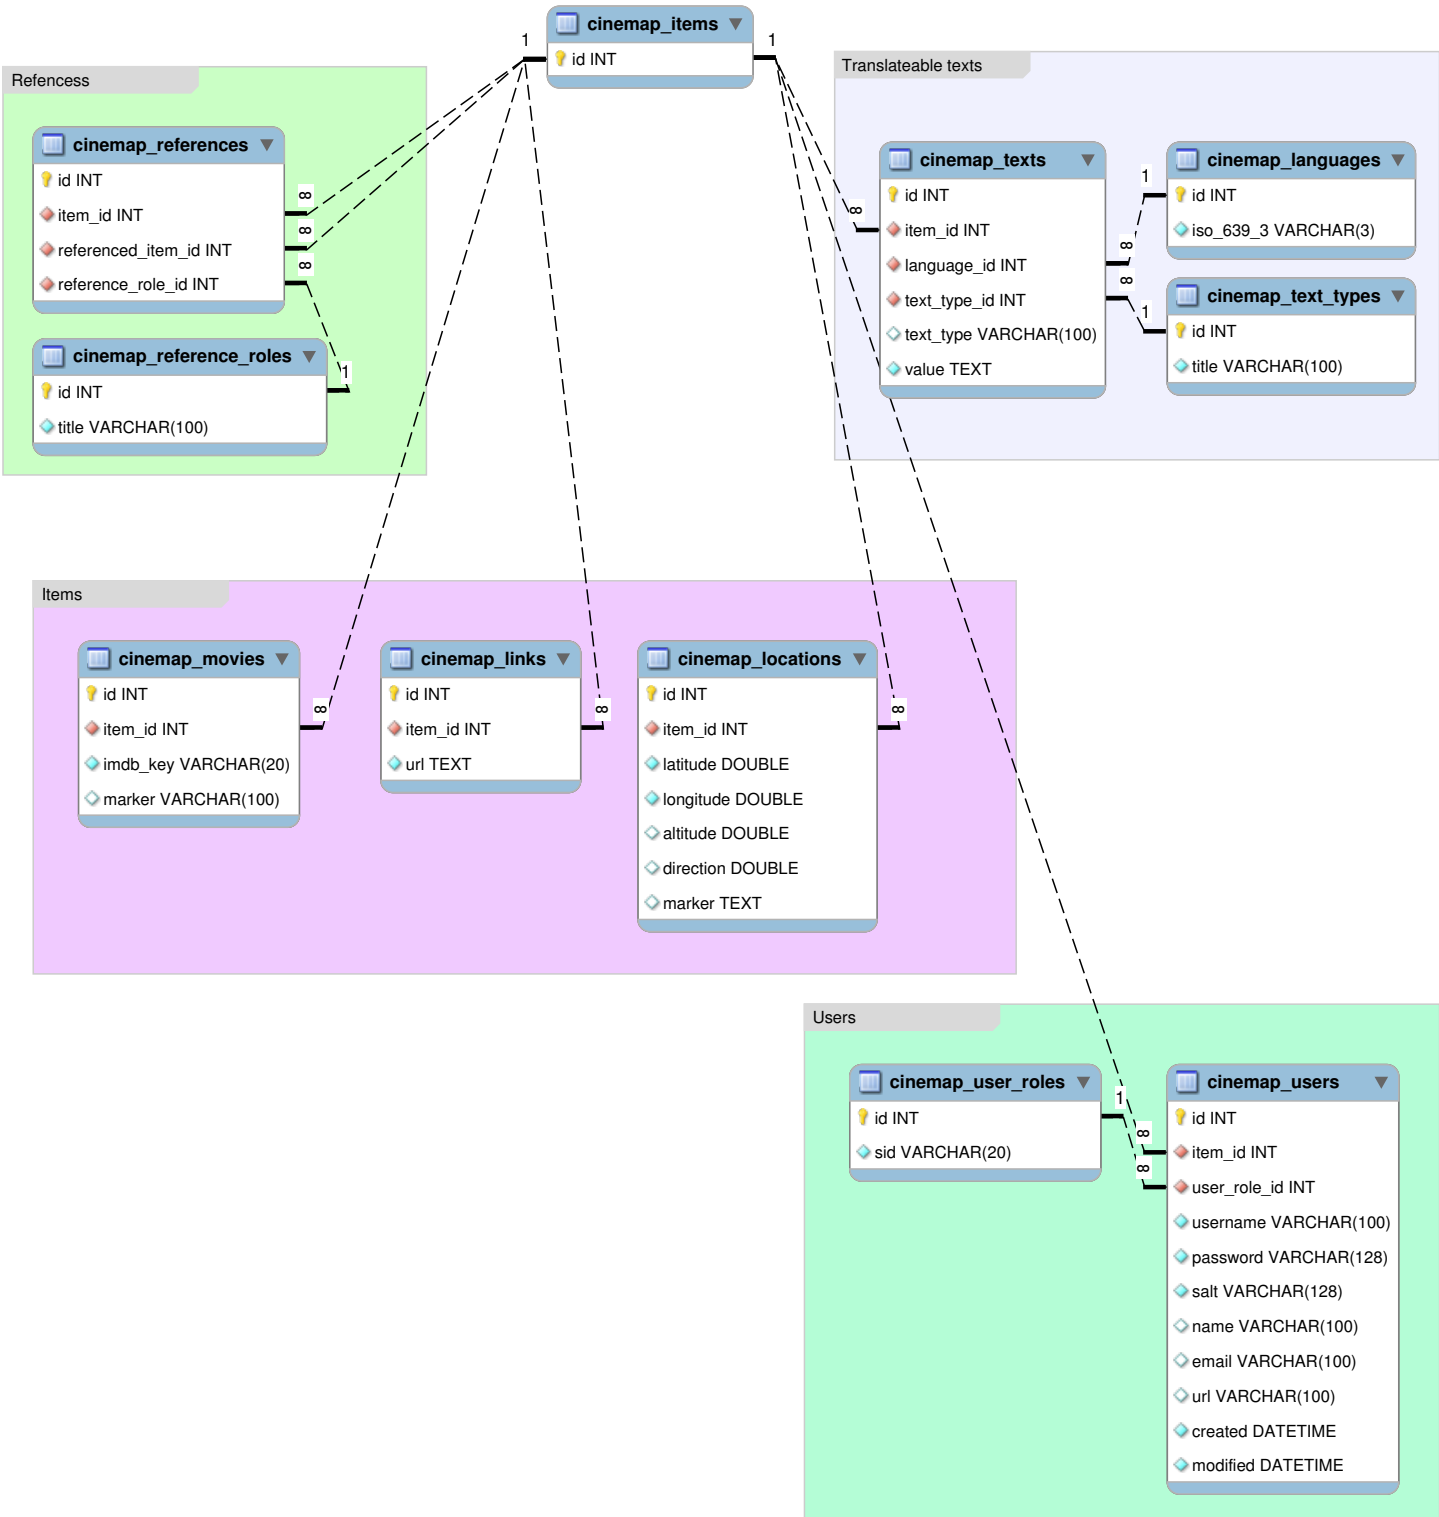 cinemap_items
id INT
1
1
Refencess
cinemap_references
id INT
item_id INT
referenced_item_id INT
reference_role_id INT
∞
∞
∞
cinemap_reference_roles
id INT
title VARCHAR(100)
1
Translateable texts
cinemap_texts
id INT
item_id INT
language_id INT
text_type_id INT
text_type VARCHAR(100)
value TEXT
∞
∞
∞
cinemap_languages
id INT
iso_639_3 VARCHAR(3)
1
cinemap_text_types
id INT
title VARCHAR(100)
1
Items
cinemap_movies
id INT
item_id INT
imdb_key VARCHAR(20)
marker VARCHAR(100)
∞
cinemap_links
id INT
item_id INT
url TEXT
∞
cinemap_locations
id INT
item_id INT
latitude DOUBLE
longitude DOUBLE
altitude DOUBLE
direction DOUBLE
marker TEXT
∞
Users
cinemap_user_roles
id INT
sid VARCHAR(20)
1
∞
∞
cinemap_users
id INT
item_id INT
user_role_id INT
username VARCHAR(100)
password VARCHAR(128)
salt VARCHAR(128)
name VARCHAR(100)
email VARCHAR(100)
url VARCHAR(100)
created DATETIME
modified DATETIME